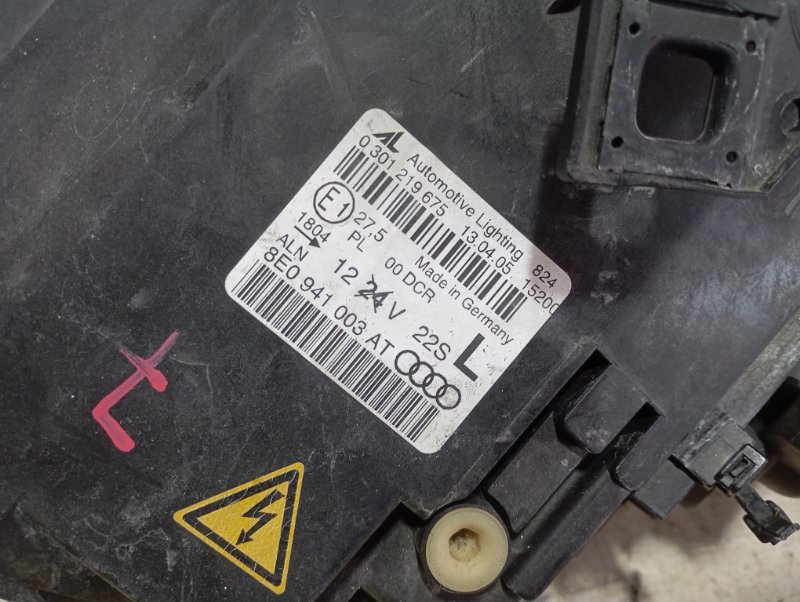 AL Automotive Lighting 824
0 301 219 675 13.04.05 15200
E1 27,5 Made in Germany
1804 PL 00 DCR
ALN 12 24 V 22S L
8E0 941 003 AT
L